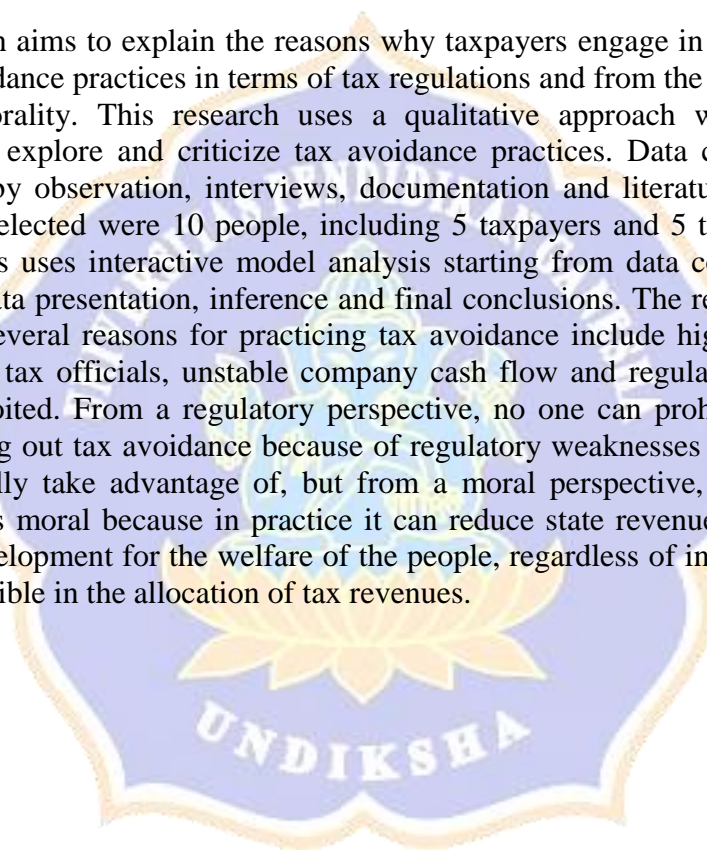 n aims to explain the reasons why taxpayers engage in
dance practices in terms of tax regulations and from the
orality. This research uses a qualitative approach w
explore and criticize tax avoidance practices. Data c
by observation, interviews, documentation and literatu
elected were 10 people, including 5 taxpayers and 5 t
s uses interactive model analysis starting from data c
ata presentation, inference and final conclusions. The re
everal reasons for practicing tax avoidance include hig
tax officials, unstable company cash flow and regula
bited. From a regulatory perspective, no one can proh
g out tax avoidance because of regulatory weaknesses
lly take advantage of, but from a moral perspective,
s moral because in practice it can reduce state revenue
elopment for the welfare of the people, regardless of in
ible in the allocation of tax revenues.
UNDIKSHA